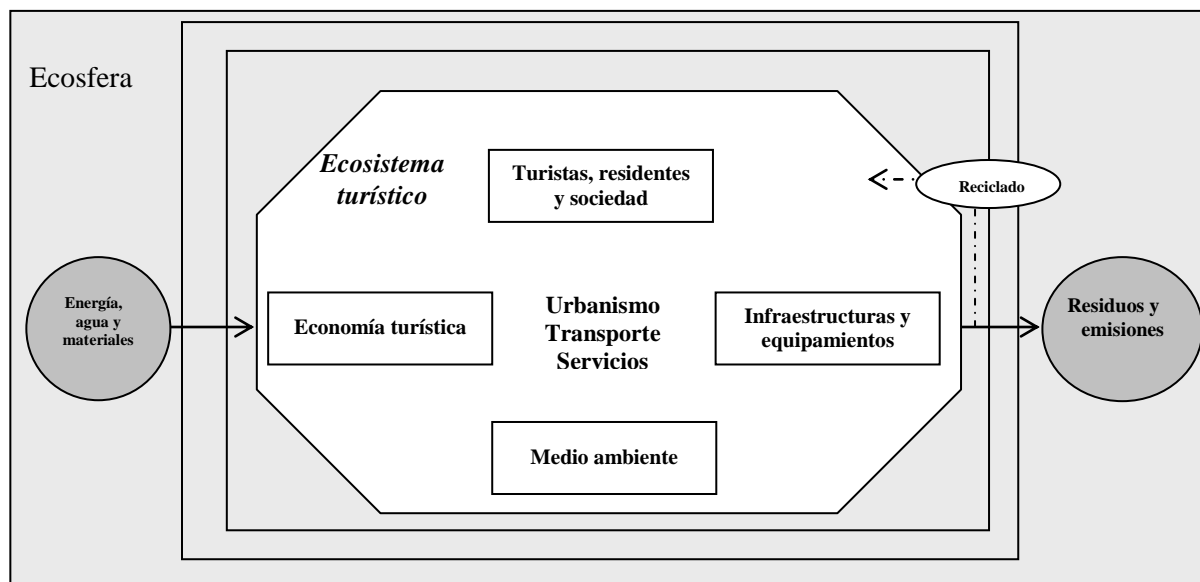 Ecosfera
Ecosistema
turístico
Turistas, residentes
y sociedad
Reciclado
Energía,
agua y
materiales
Economía turística
Urbanismo
Transporte
Servicios
Infraestructuras y
equipamientos
Residuos y
emisiones
Medio ambiente